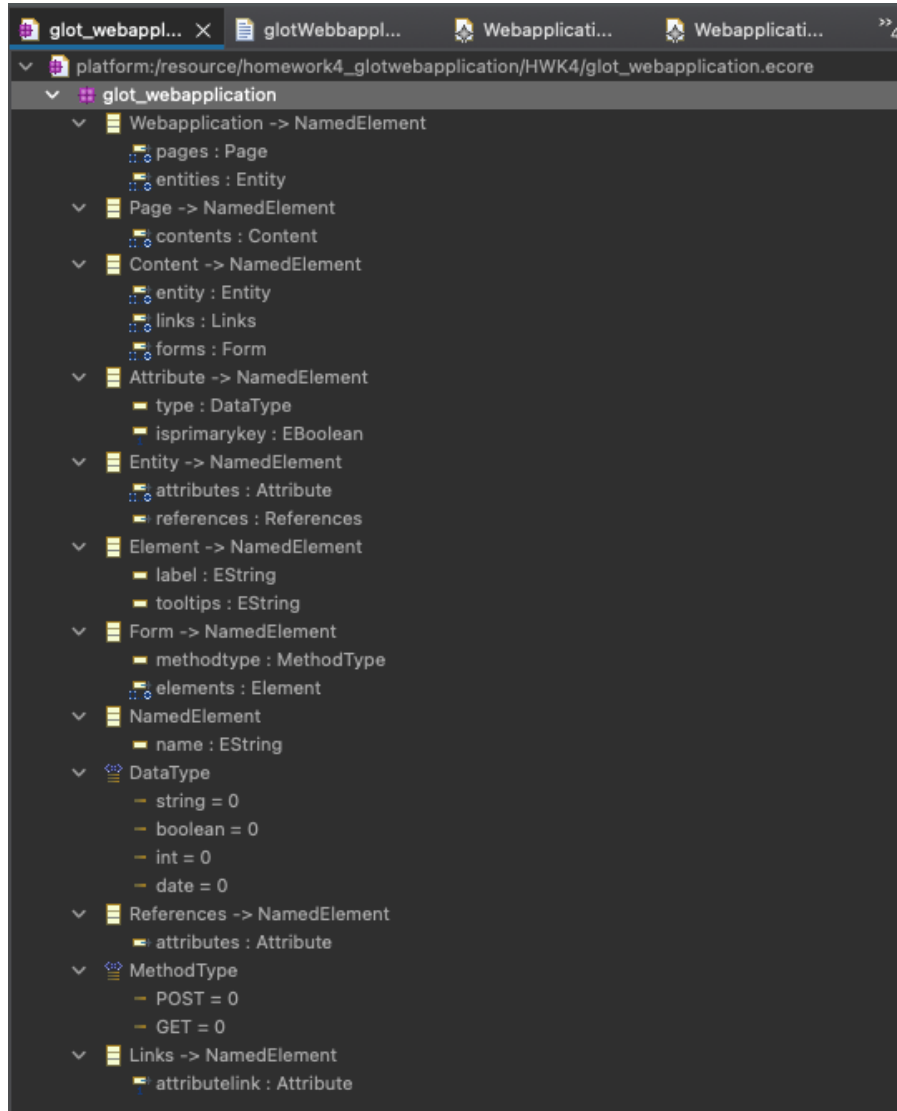 glot_webappl... × glotWebbappl... Webapplicati... Webapplicati... »
platform:/resource/homework4_glotwebapplication/HWK4/glot_webapplication.ecore
glot_webapplication
Webapplication -> NamedElement
pages : Page
entities : Entity
Page -> NamedElement
contents : Content
Content -> NamedElement
entity : Entity
links : Links
forms : Form
Attribute -> NamedElement
type : DataType
isprimarykey : EBoolean
Entity -> NamedElement
attributes : Attribute
references : References
Element -> NamedElement
label : EString
tooltips : EString
Form -> NamedElement
methodtype : MethodType
elements : Element
NamedElement
name : EString
DataType
string = 0
boolean = 0
int = 0
date = 0
References -> NamedElement
attributes : Attribute
MethodType
POST = 0
GET = 0
Links -> NamedElement
attributelink : Attribute